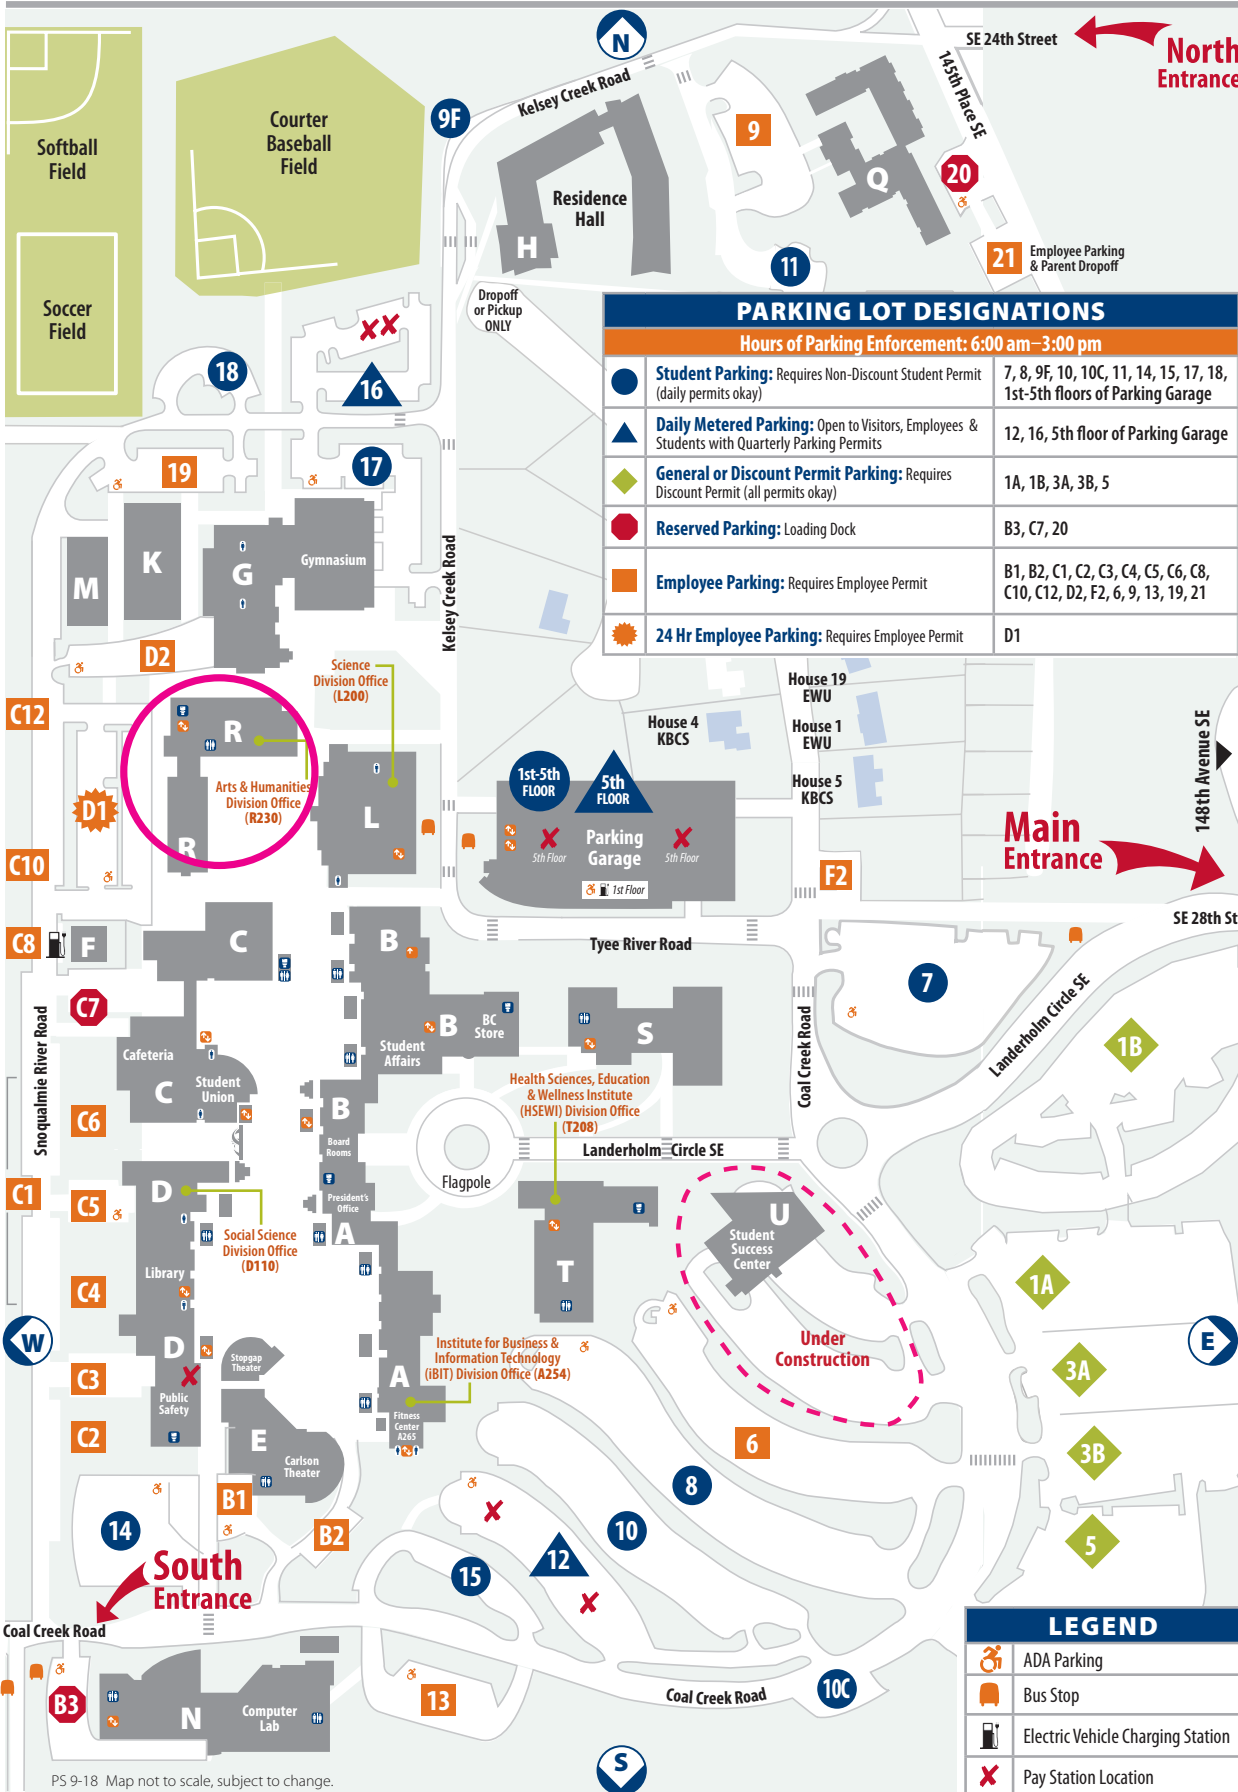 N
SE 24th Street
North
Entrance
145th Place SE
Kelsey Creek Road
9F
9
Softball
Field
Courter
Baseball
Field
Residence
Hall
H
Q
20
11
21
Employee Parking
& Parent Dropoff
Soccer
Field
Dropoff
or Pickup
ONLY
18
16
PARKING LOT DESIGNATIONS
Hours of Parking Enforcement: 6:00 am–3:00 pm
Student Parking: Requires Non-Discount Student Permit
(daily permits okay)
7, 8, 9F, 10, 10C, 11, 14, 15, 17, 18,
1st-5th floors of Parking Garage
Daily Metered Parking: Open to Visitors, Employees &
Students with Quarterly Parking Permits
12, 16, 5th floor of Parking Garage
General or Discount Permit Parking: Requires
Discount Permit (all permits okay)
1A, 1B, 3A, 3B, 5
Reserved Parking: Loading Dock
B3, C7, 20
Employee Parking: Requires Employee Permit
B1, B2, C1, C2, C3, C4, C5, C6, C8,
C10, C12, D2, F2, 6, 9, 13, 19, 21
24 Hr Employee Parking: Requires Employee Permit
D1
19
17
M
K
G
Gymnasium
Kelsey Creek Road
D2
Science
Division Office
(L200)
C12
R
Arts & Humanities
Division Office
(R230)
R
D1
C10
L
House 19
EWU
House 4
KBCS
House 1
EWU
House 5
KBCS
148th Avenue SE
1st-5th
FLOOR
5th
FLOOR
Parking
Garage
5th Floor
5th Floor
1st Floor
Main
Entrance
F2
SE 28th St
C8
F
C
B
Tyee River Road
7
C7
Snoqualmie River Road
Cafeteria
C
Student
Union
B
BC
Store
Student
Affairs
S
Coal Creek Road
Landerholm Circle SE
1B
C6
B
Board
Rooms
Health Sciences, Education
& Wellness Institute
(HSEWI) Division Office
(T208)
Landerholm Circle SE
Flagpole
C1
C5
D
President's
Office
A
Social Science
Division Office
(D110)
U
Student
Success
Center
T
C4
Library
1A
W
D
Stopgap
Theater
Institute for Business &
Information Technology
(iBIT) Division Office (A254)
Under
Construction
E
C3
Public
Safety
A
Fitness
Center
A265
3A
C2
E
Carlson
Theater
6
3B
B1
8
14
B2
10
12
15
5
South
Entrance
Coal Creek Road
B3
N
Computer
Lab
13
Coal Creek Road
10C
S
LEGEND
ADA Parking
Bus Stop
Electric Vehicle Charging Station
Pay Station Location
PS 9-18 Map not to scale, subject to change.